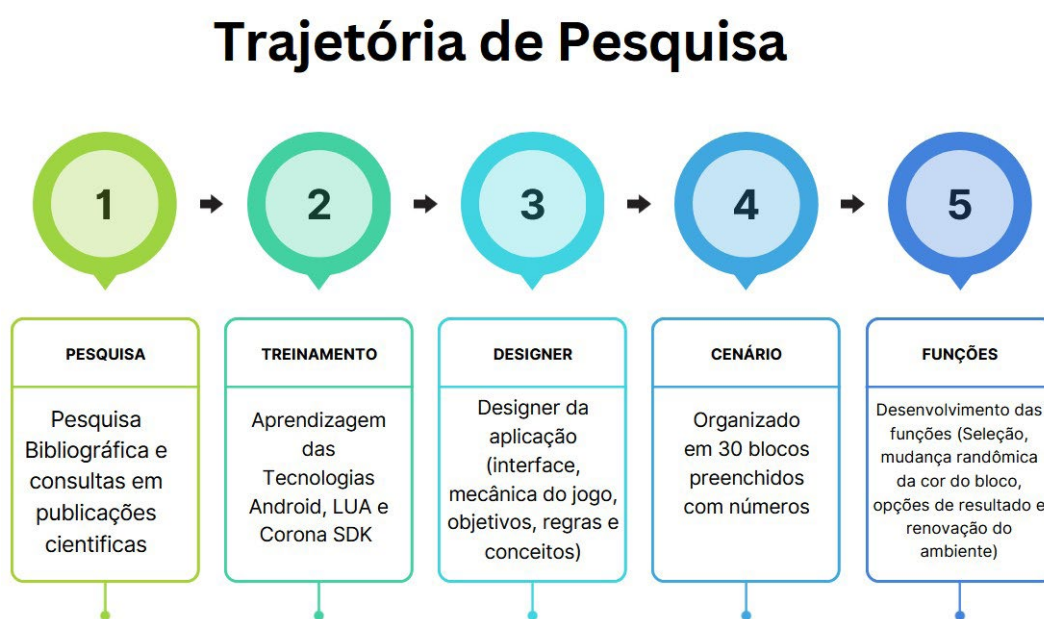 Trajetória de Pesquisa
1
2
3
4
5
PESQUISA
Pesquisa
Bibliográfica e
consultas em
publicações
cientificas
TREINAMENTO
Aprendizagem
das
Tecnologias
Android, LUA e
Corona SDK
DESIGNER
Designer da
aplicação
(interface,
mecânica do jogo,
objetivos, regras e
conceitos)
CENÁRIO
Organizado
em 30 blocos
preenchidos
com números
FUNÇÕES
Desenvolvimento das
funções (Seleção,
mudança randômica
da cor do bloco,
opções de resultado e
renovação do
ambiente)